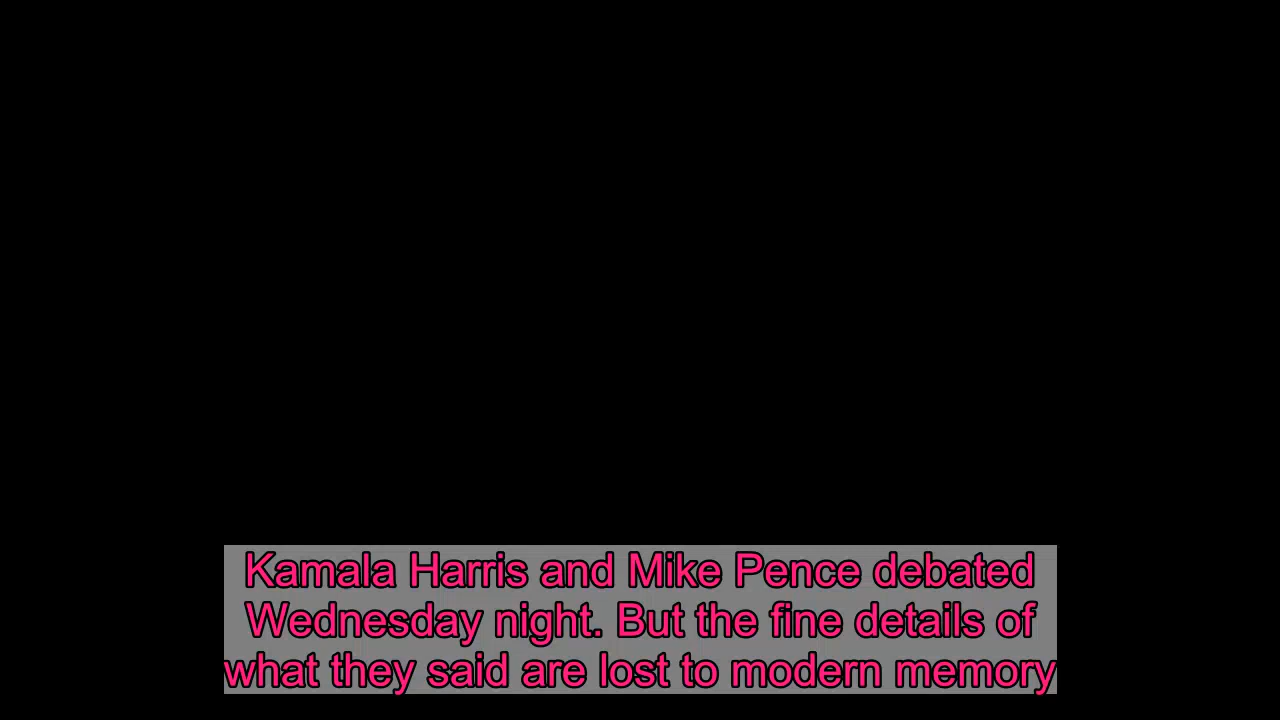 Kamala Harris and Mike Pence debated
Wednesday night. But the fine details of
what they said are lost to modern memory